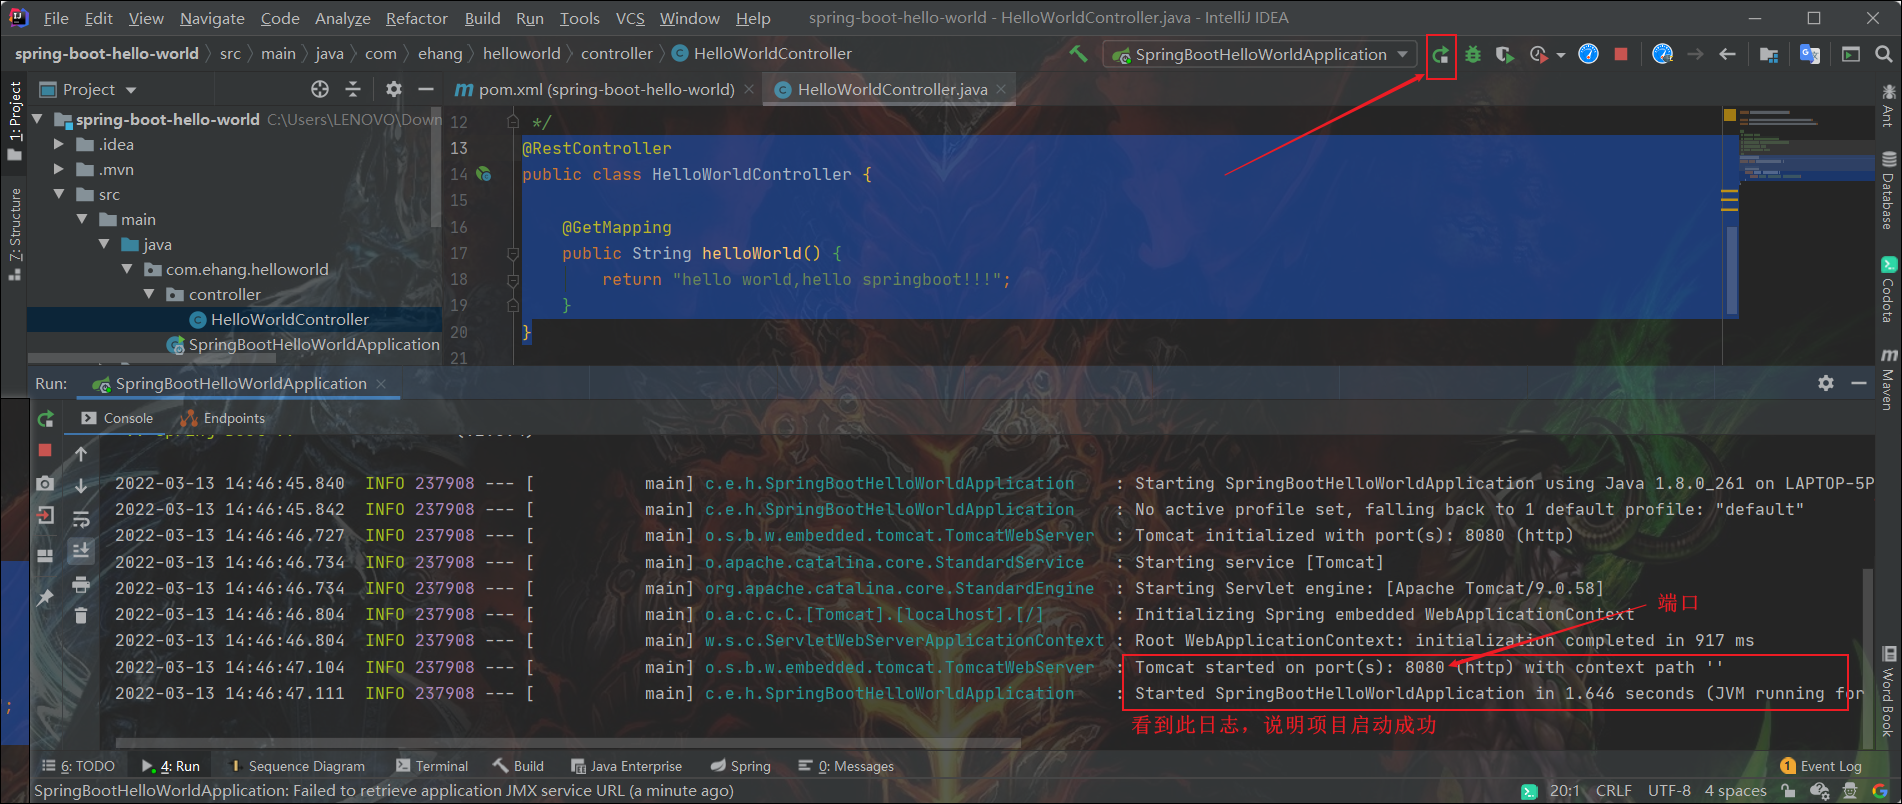 File Edit View Navigate Code Analyze Refactor Build Run Tools VCS Window Help spring-boot-hello-world - HelloWorldController.java - IntelliJ IDEA
spring-boot-hello-world src main java com ehang helloworld controller HelloWorldController SpringBootHelloWorldApplication
1: Project
7: Structure
Project
spring-boot-hello-world C:\Users\LENOVO\Down
.idea
.mvn
src
main
java
com.ehang.helloworld
controller
HelloWorldController
SpringBootHelloWorldApplication
pom.xml (spring-boot-hello-world) HelloWorldController.java
12 */
13 @RestController
14 public class HelloWorldController {
15
16 @GetMapping
17 public String helloWorld() {
18 return "hello world,hello springboot!!!";
19 }
20 }
21
Ant
Database
Codota
Maven
Word Book
Run: SpringBootHelloWorldApplication
Console Endpoints
2022-03-13 14:46:45.840 INFO 237908 --- [ main] c.e.h.SpringBootHelloWorldApplication : Starting SpringBootHelloWorldApplication using Java 1.8.0_261 on LAPTOP-5P
2022-03-13 14:46:45.842 INFO 237908 --- [ main] c.e.h.SpringBootHelloWorldApplication : No active profile set, falling back to 1 default profile: "default"
2022-03-13 14:46:46.727 INFO 237908 --- [ main] o.s.b.w.embedded.tomcat.TomcatWebServer : Tomcat initialized with port(s): 8080 (http)
2022-03-13 14:46:46.734 INFO 237908 --- [ main] o.apache.catalina.core.StandardService : Starting service [Tomcat]
2022-03-13 14:46:46.734 INFO 237908 --- [ main] org.apache.catalina.core.StandardEngine : Starting Servlet engine: [Apache Tomcat/9.0.58]
2022-03-13 14:46:46.804 INFO 237908 --- [ main] o.a.c.c.C.[Tomcat].[localhost].[/] : Initializing Spring embedded WebApplicationContext
端口
2022-03-13 14:46:46.804 INFO 237908 --- [ main] w.s.c.ServletWebServerApplicationContext : Root WebApplicationContext: initialization completed in 917 ms
2022-03-13 14:46:47.104 INFO 237908 --- [ main] o.s.b.w.embedded.tomcat.TomcatWebServer : Tomcat started on port(s): 8080 (http) with context path ''
2022-03-13 14:46:47.111 INFO 237908 --- [ main] c.e.h.SpringBootHelloWorldApplication : Started SpringBootHelloWorldApplication in 1.646 seconds (JVM running for
看到此日志，说明项目启动成功
;
6: TODO 4: Run Sequence Diagram Terminal Build Java Enterprise Spring 0: Messages 1 Event Log
SpringBootHelloWorldApplication: Failed to retrieve application JMX service URL (a minute ago) 20:1 CRLF UTF-8 4 spaces